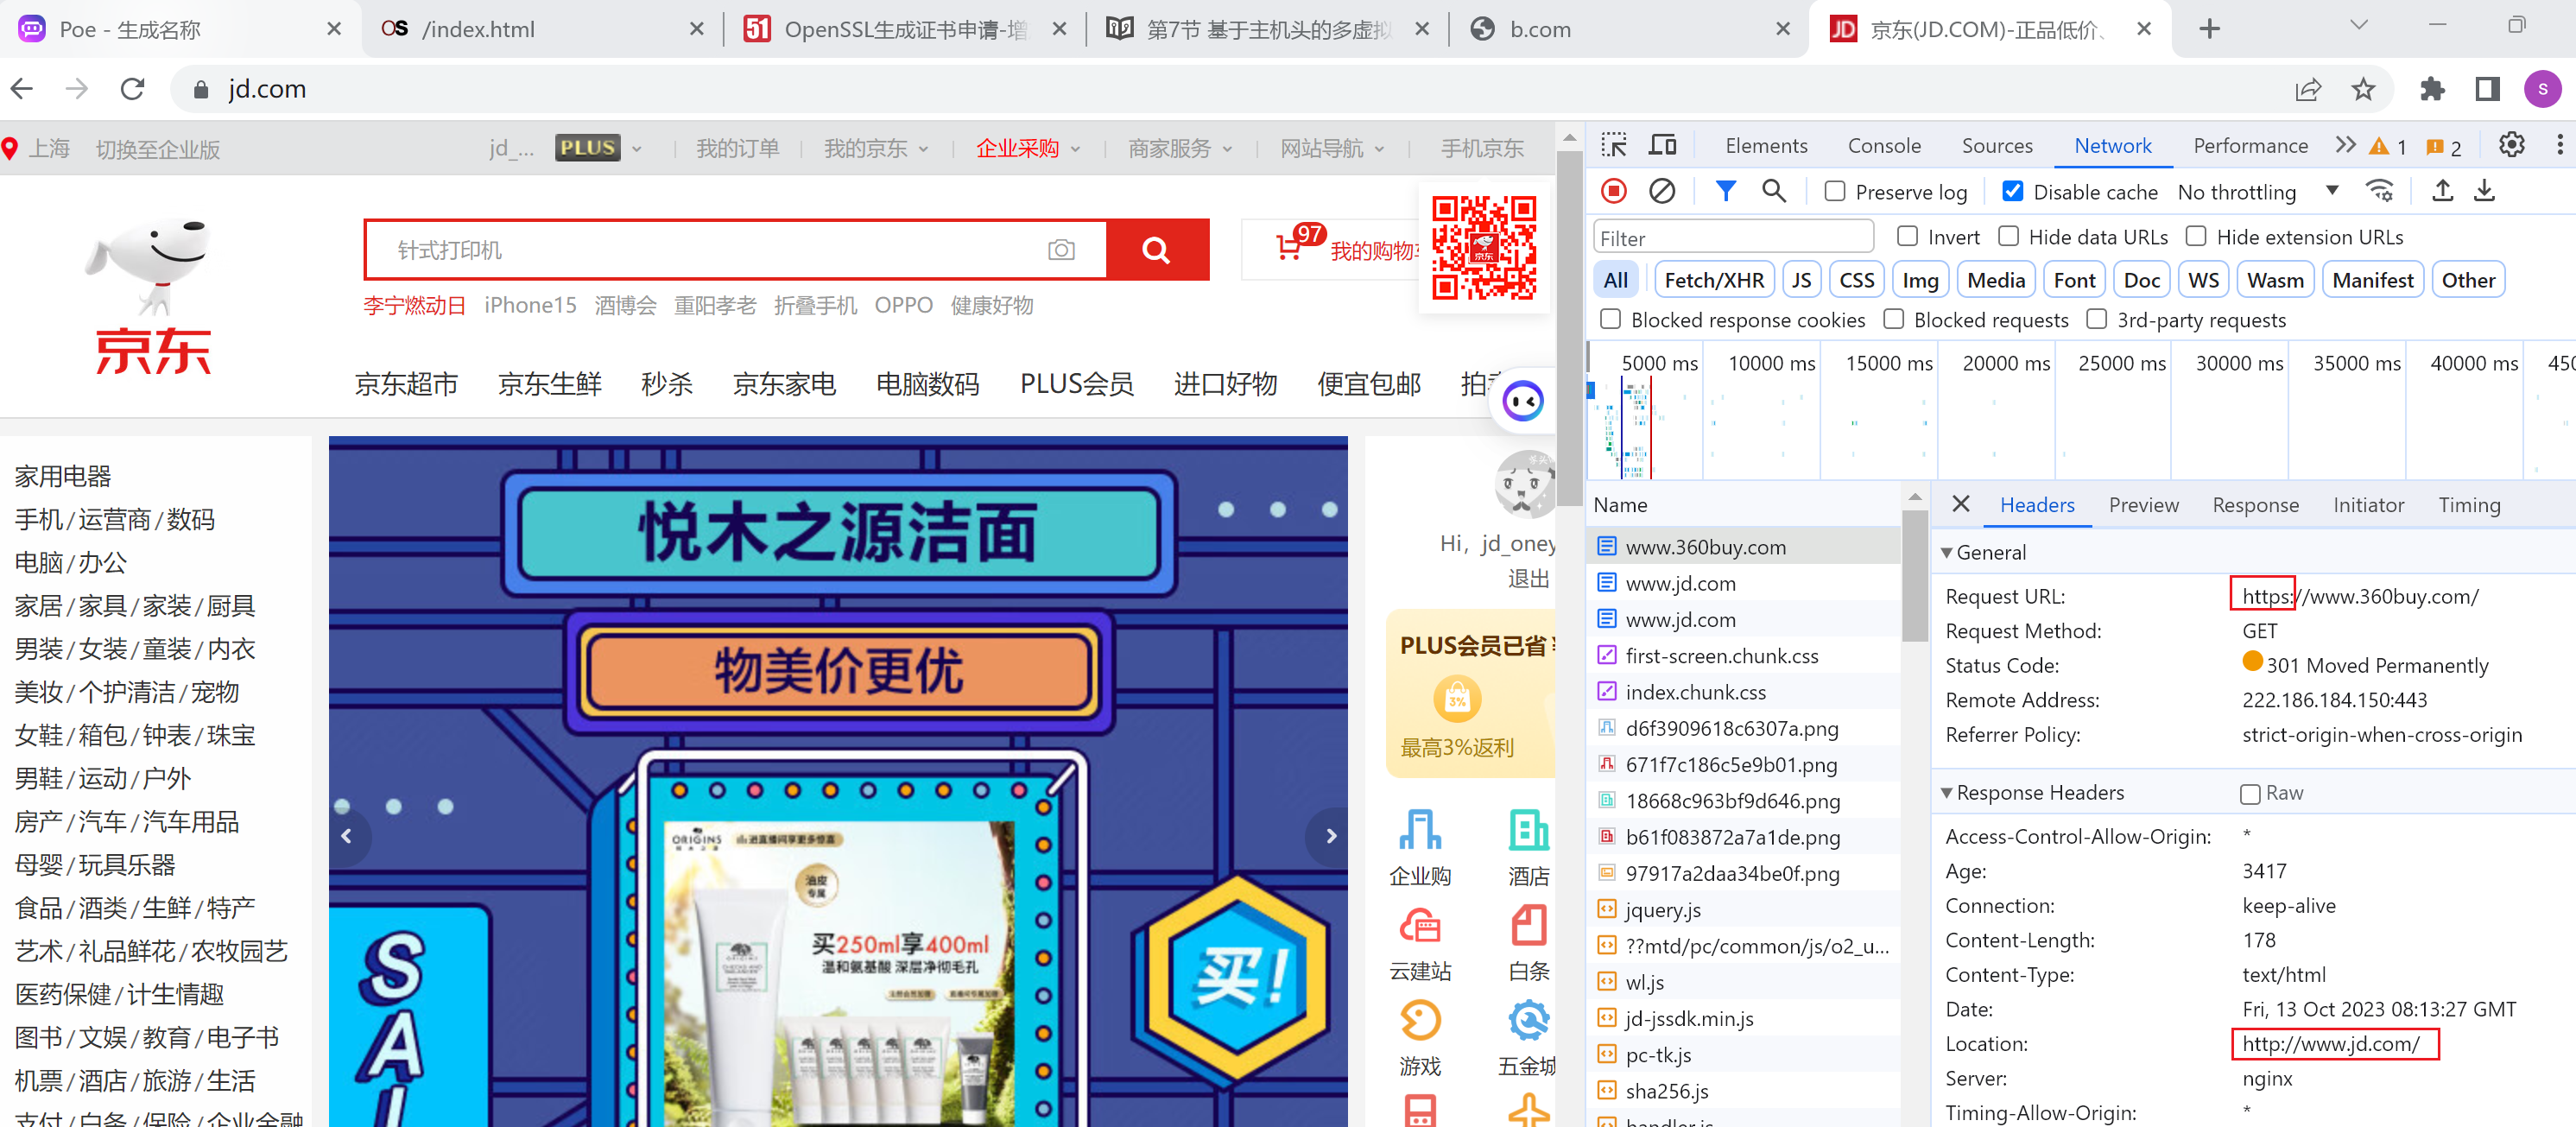 Poe - 生成名称
/index.html
OpenSSL生成证书申请-增
第7节 基于主机头的多虚拟
b.com
京东(JD.COM)-正品低价、
jd.com
S
上海
切换至企业版
jd_...
PLUS
我的订单
我的京东
企业采购
商家服务
网站导航
手机京东
针式打印机
97
我的购物车
京东
李宁燃动日
iPhone15
酒博会
重阳孝老
折叠手机
OPPO
健康好物
京东
京东超市
京东生鲜
秒杀
京东家电
电脑数码
PLUS会员
进口好物
便宜包邮
家用电器
手机/运营商/数码
电脑/办公
家居/家具/家装/厨具
男装/女装/童装/内衣
美妆/个护清洁/宠物
女鞋/箱包/钟表/珠宝
男鞋/运动/户外
房产/汽车/汽车用品
母婴/玩具乐器
食品/酒类/生鲜/特产
艺术/礼品鲜花/农牧园艺
医药保健/计生情趣
图书/文娱/教育/电子书
机票/酒店/旅游/生活
支付/白条/保险/企业金融
悦木之源洁面
物美价更优
ORIGINS
油皮
专属
买250ml享400ml
温和氨基酸 深层净彻毛孔
买!
SAL
Hi, jd_oney
退出
PLUS会员已省
3%
最高3%返利
企业购
酒店
云建站
白条
游戏
五金城
Elements
Console
Sources
Network
Performance
1
2
Preserve log
Disable cache
No throttling
Filter
Invert
Hide data URLs
Hide extension URLs
All
Fetch/XHR
JS
CSS
Img
Media
Font
Doc
WS
Wasm
Manifest
Other
Blocked response cookies
Blocked requests
3rd-party requests
5000 ms
10000 ms
15000 ms
20000 ms
25000 ms
30000 ms
35000 ms
40000 ms
450
Name
www.360buy.com
www.jd.com
www.jd.com
first-screen.chunk.css
index.chunk.css
d6f3909618c6307a.png
671f7c186c5e9b01.png
18668c963bf9d646.png
b61f083872a7a1de.png
97917a2daa34be0f.png
jquery.js
??mtd/pc/common/js/o2_u...
wl.js
jd-jssdk.min.js
pc-tk.js
sha256.js
handler.js
Headers
Preview
Response
Initiator
Timing
General
Request URL: https://www.360buy.com/
Request Method: GET
Status Code: 301 Moved Permanently
Remote Address: 222.186.184.150:443
Referrer Policy: strict-origin-when-cross-origin
Response Headers
Raw
Access-Control-Allow-Origin: *
Age: 3417
Connection: keep-alive
Content-Length: 178
Content-Type: text/html
Date: Fri, 13 Oct 2023 08:13:27 GMT
Location: http://www.jd.com/
Server: nginx
Timing-Allow-Origin: *